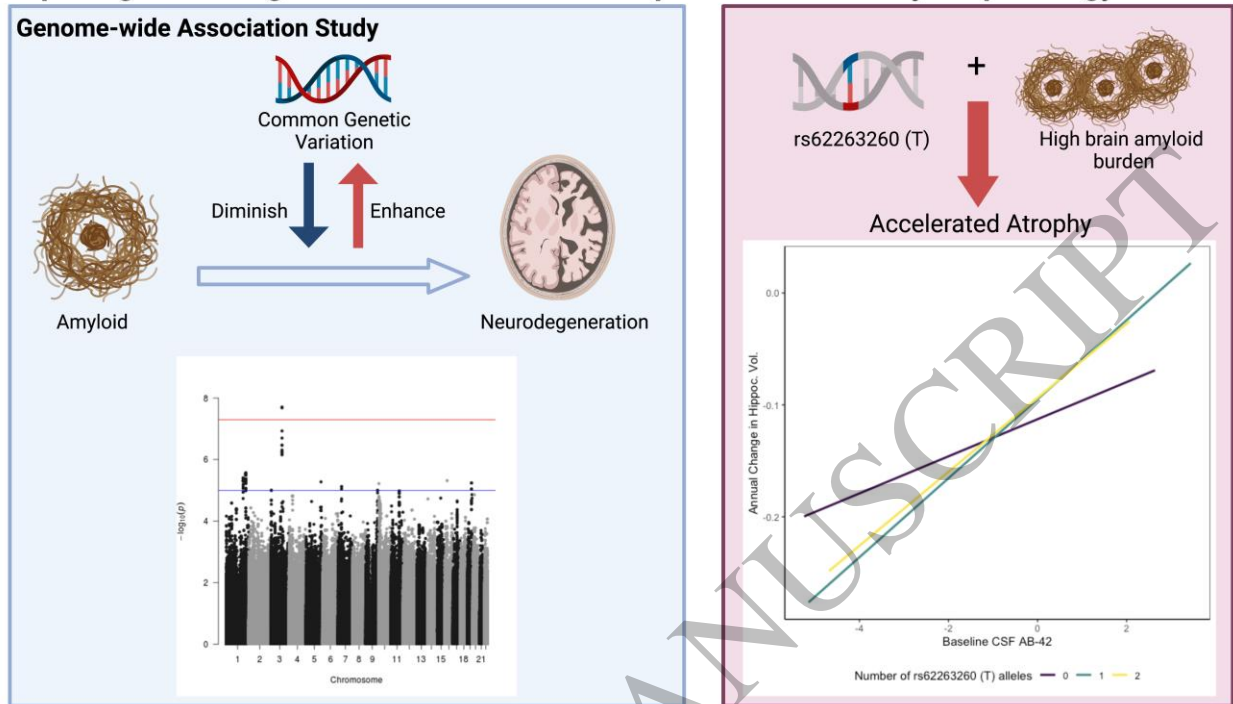 Genome-wide Association Study
Common Genetic
Variation
Diminish
Enhance
Amyloid
Neurodegeneration
8
6
4
2
0
-log10(p)
1 2 3 4 5 6 7 8 9 11 13 15 18 21
Chromosome
rs62263260 (T)
+
High brain amyloid
burden
Accelerated Atrophy
0.0
-0.1
-0.2
Annual Change in Hippoc. Vol.
-4 -2 0 2
Baseline CSF AB-42
Number of rs62263260 (T) alleles 0 1 2
MANUSCRIPT